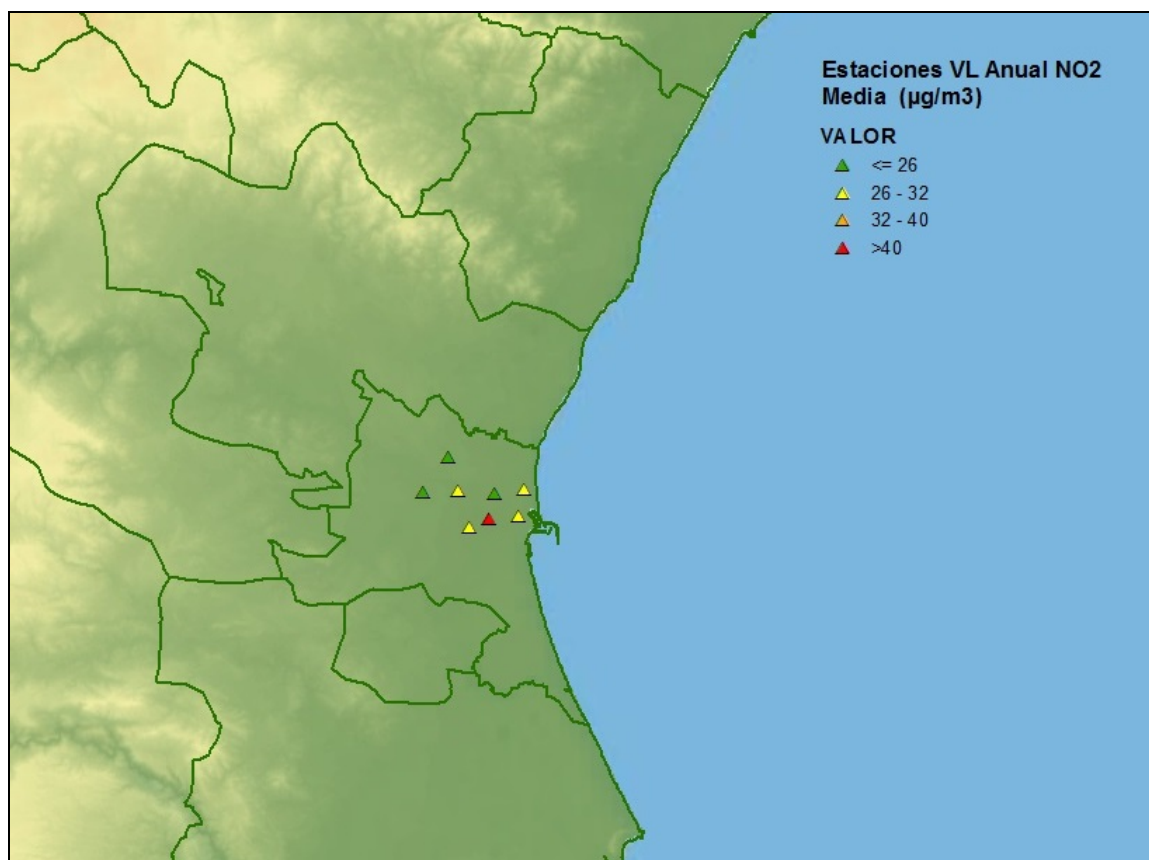 Estaciones VL Anual NO2
Media (µg/m3)
VALOR
<= 26
26 - 32
32 - 40
>40